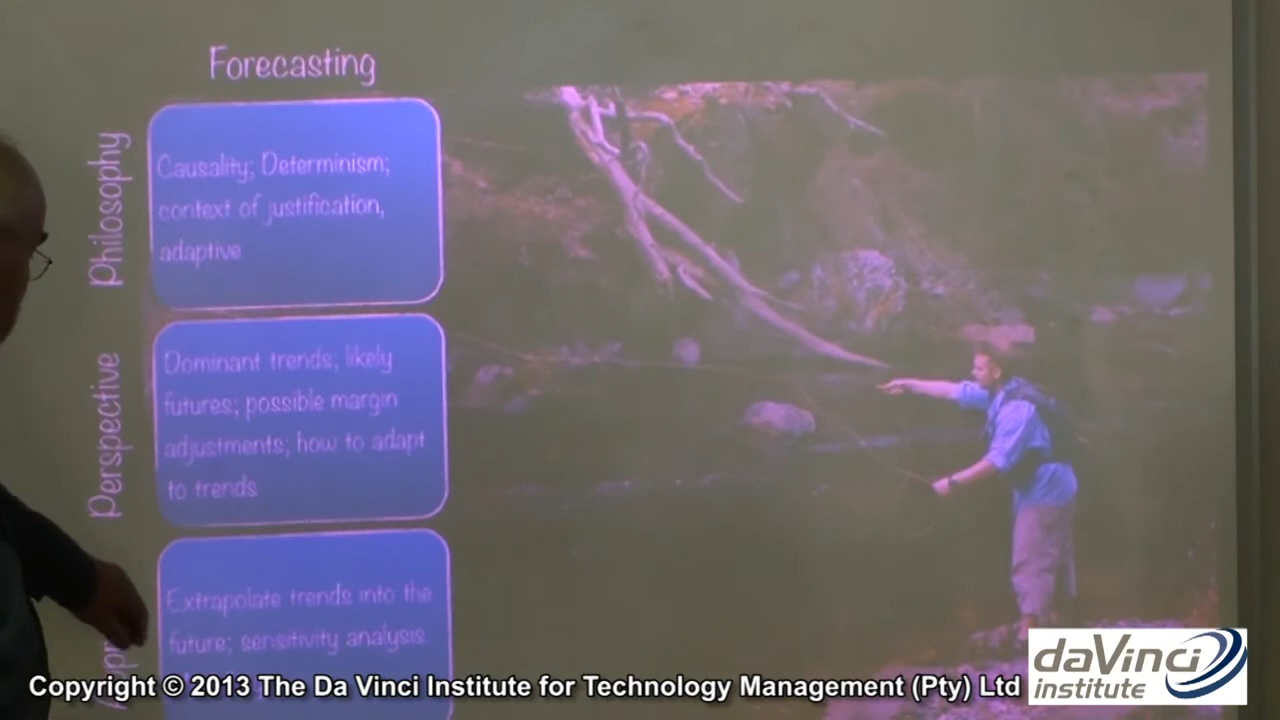 Forecasting
Philosophy
Causality; Determinism;
context of justification,
adaptive
Perspective
Dominant trends; likely
futures; possible margin
adjustments; how to adapt
to trends
Extrapolate trends into the
future; sensitivity analysis
Copyright © 2013 The Da Vinci Institute for Technology Management (Pty) Ltd
daVinci
institute